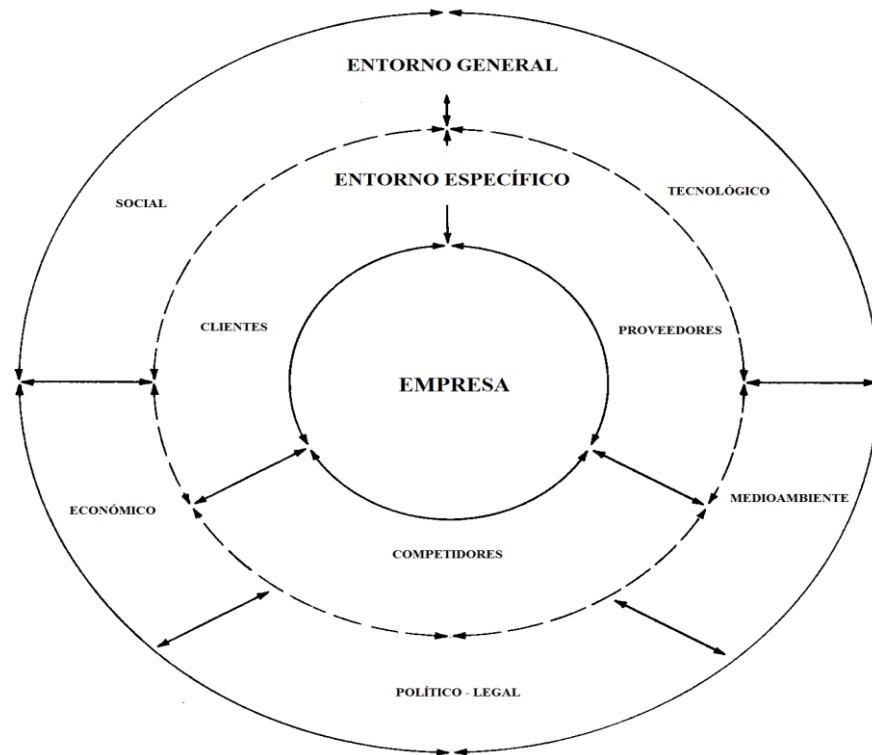 ENTORNO GENERAL
ENTORNO ESPECÍFICO
TECNOLÓGICO
SOCIAL
CLIENTES
PROVEEDORES
EMPRESA
MEDIOAMBIENTE
ECONÓMICO
COMPETIDORES
POLÍTICO - LEGAL